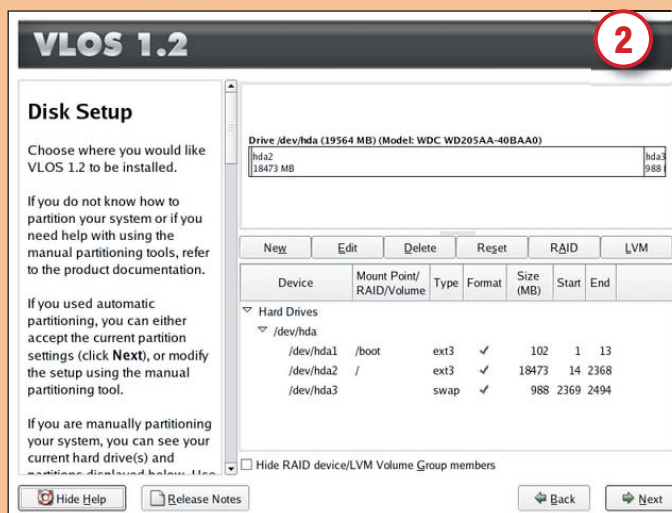 VLOS 1.2
2
Disk Setup
Choose where you would like
VLOS 1.2 to be installed.
If you do not know how to
partition your system or if you
need help with using the
manual partitioning tools, refer
to the product documentation.
If you used automatic
partitioning, you can either
accept the current partition
settings (click Next), or modify
the setup using the manual
partitioning tool.
If you are manually partitioning
your system, you can see your
current hard drive(s) and
partitions displayed below. Use
Drive /dev/hda (19564 MB) (Model: WDC WD205AA-40BAA0)
hda2 hda3
18473 MB 988
New Edit Delete Reset RAID LVM
Device Mount Point/ RAID/Volume Type Format Size (MB) Start End
Hard Drives
/dev/hda
/dev/hda1 /boot ext3 ✓ 102 1 13
/dev/hda2 / ext3 ✓ 18473 14 2368
/dev/hda3 swap ✓ 988 2369 2494
Hide RAID device/LVM Volume Group members
Hide Help Release Notes Back Next